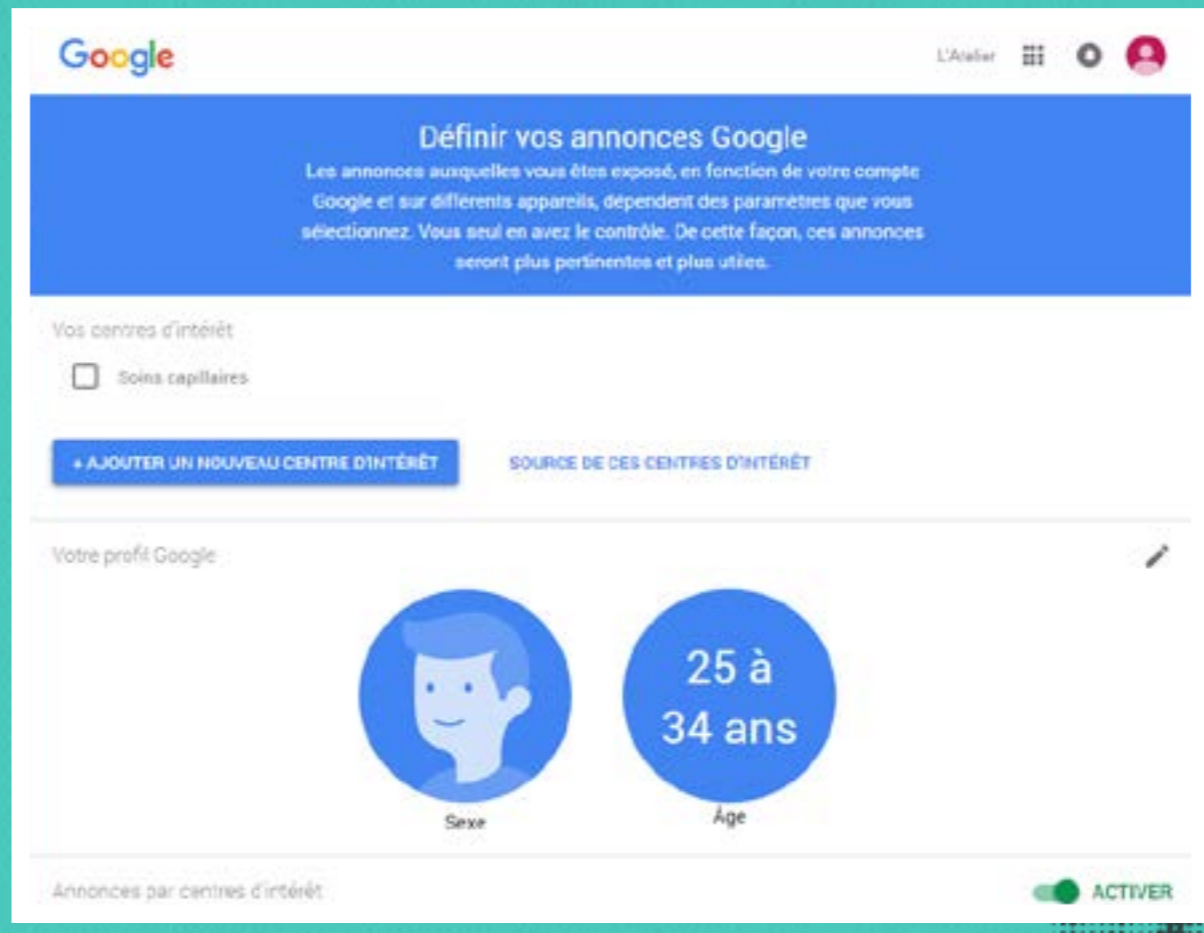 Google
L'Atelier
Définir vos annonces Google
Les annonces auxquelles vous êtes exposé, en fonction de votre compte
Google et sur différents appareils, dépendent des paramètres que vous
sélectionnez. Vous seul en avez le contrôle. De cette façon, ces annonces
seront plus pertinentes et plus utiles.
Vos centres d'intérêt
Soins capillaires
+ AJOUTER UN NOUVEAU CENTRE D'INTÉRÊT
SOURCE DE CES CENTRES D'INTÉRÊT
Votre profil Google
25 à
34 ans
Sexe
Âge
Annonces par centres d'intérêt
ACTIVER